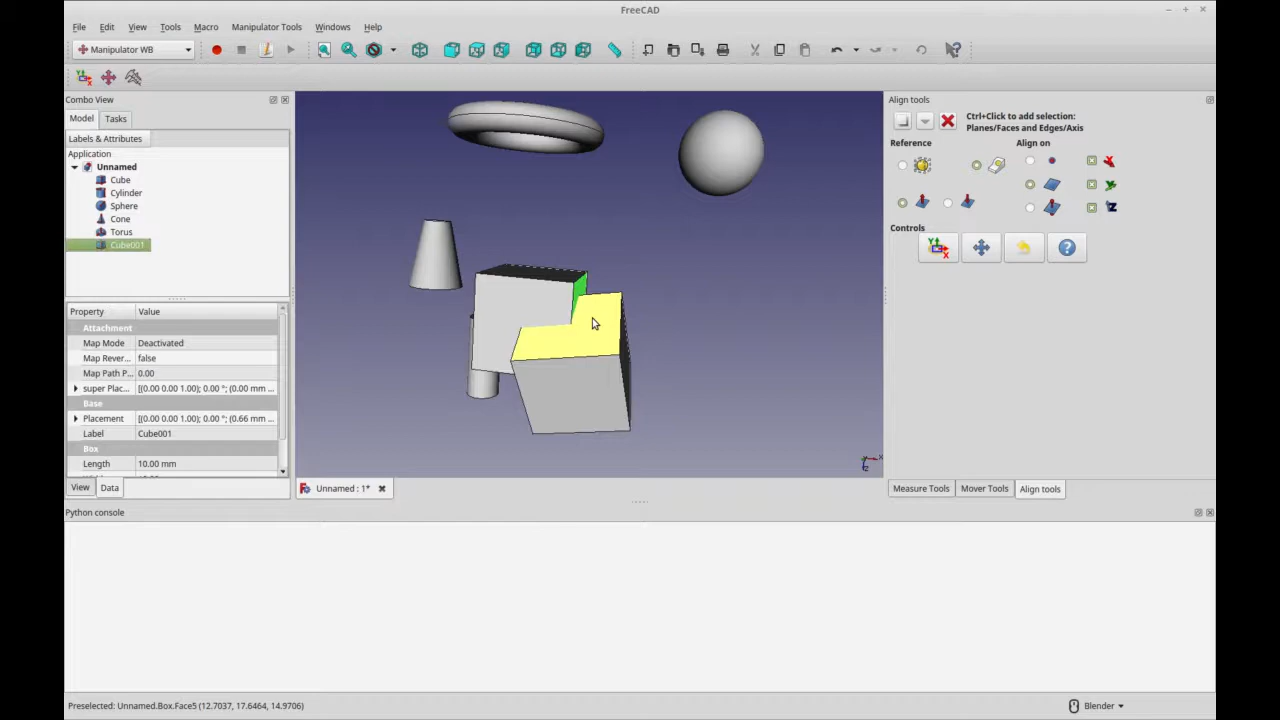 FreeCAD
File Edit View Tools Macro Manipulator Tools Windows Help
Manipulator WB
Combo View
Model Tasks
Labels & Attributes
Application
Unnamed
Cube
Cylinder
Sphere
Cone
Torus
Cube001
Property Value
Attachment
Map Mode Deactivated
Map Rever... false
Map Path P... 0.00
super Plac... [(0.00 0.00 1.00); 0.00 °; (0.00 mm ...
Base
Placement [(0.00 0.00 1.00); 0.00 °; (0.66 mm ...
Label Cube001
Box
Length 10.00 mm
View Data
Unnamed : 1*
Align tools
Ctrl+Click to add selection:
Planes/Faces and Edges/Axis
Reference Align on
Controls
Measure Tools Mover Tools Align tools
Python console
Preselected: Unnamed.Box.Face5 (12.7037, 17.6464, 14.9706)
Blender